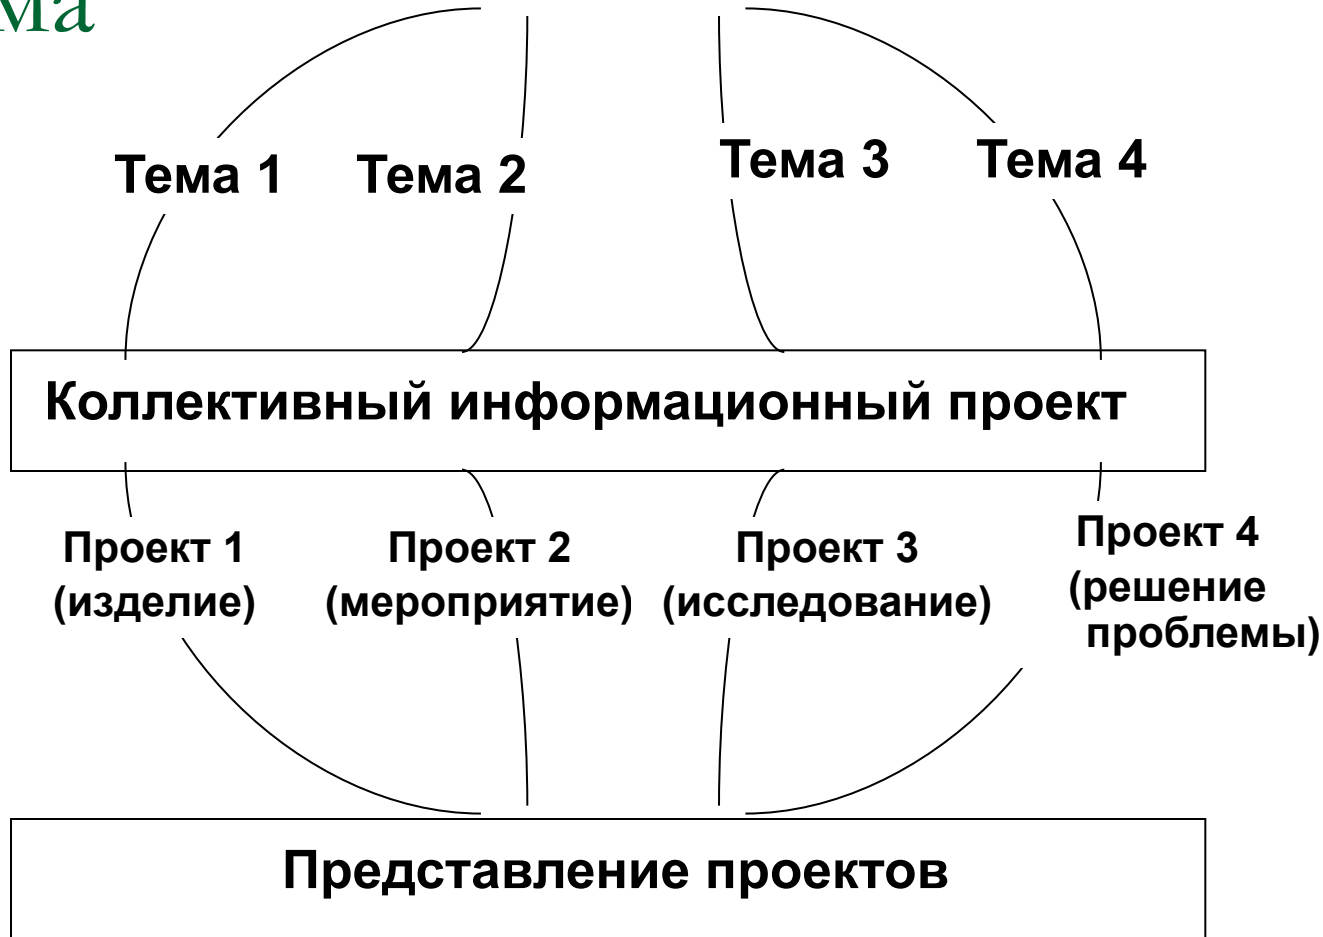 ма
Тема 1 Тема 2 Тема 3 Тема 4
Коллективный информационный проект
Проект 1 Проект 2 Проект 3 Проект 4
(изделие) (мероприятие) (исследование) (решение
проблемы)
Представление проектов